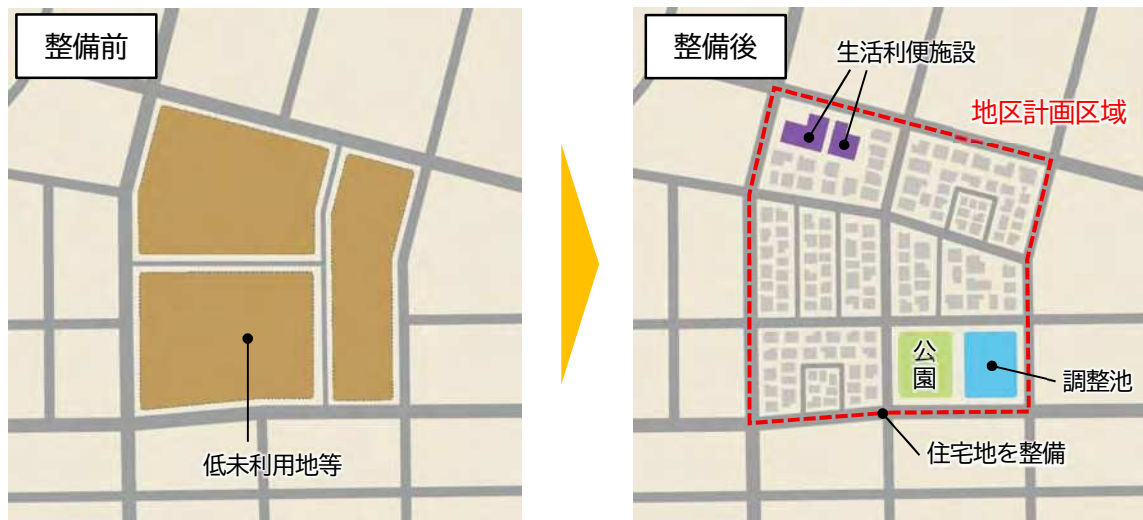 整備前
低未利用地等
整備後
生活利便施設
地区計画区域
公園
調整池
住宅地を整備